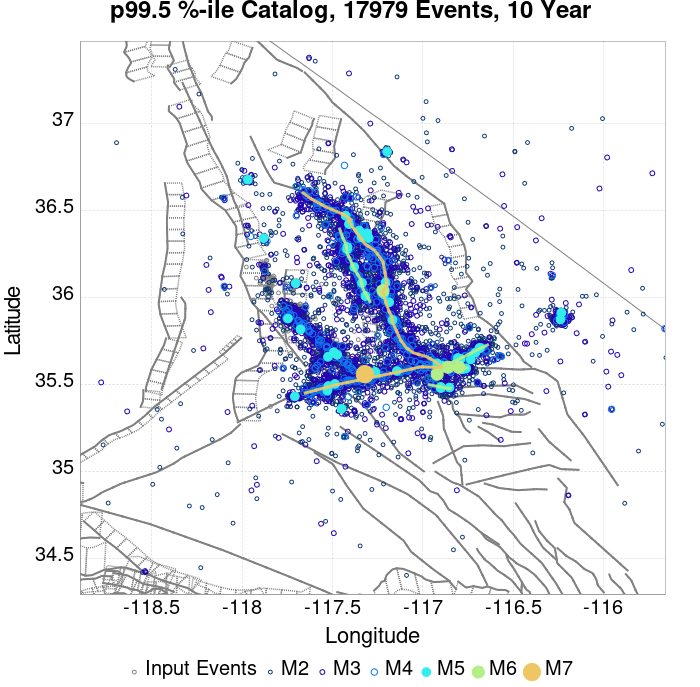 p99.5 %-ile Catalog, 17979 Events, 10 Year
37
36.5
36
35.5
35
34.5
Latitude
-118.5 -118 -117.5 -117 -116.5 -116
Longitude
Input Events M2 M3 M4 M5 M6 M7